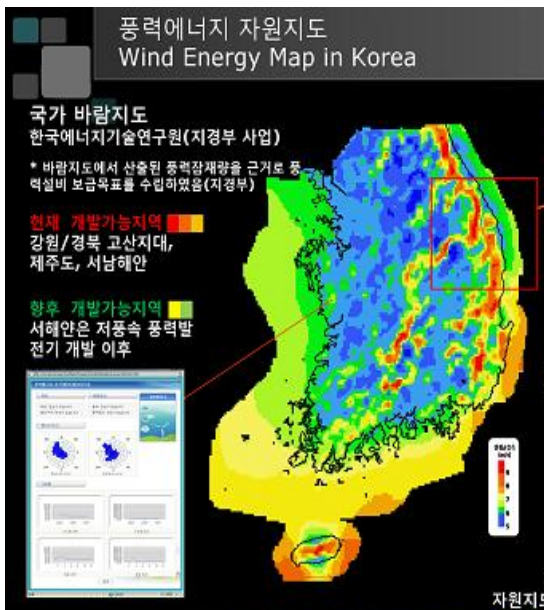 풍력에너지 자원지도
Wind Energy Map in Korea
국가 바람지도
한국에너지기술연구원(지경부 사업)
* 바람지도에서 산출된 풍력잠재량을 근거로 풍
력설비 보급목표를 수립하였음(지경부)
현재 개발가능지역
강원/경북 고산지대,
제주도, 서남해안
향후 개발가능지역
서해안은 저풍속 풍력발
전기 개발 이후
9
8
7
6
5
자원지도